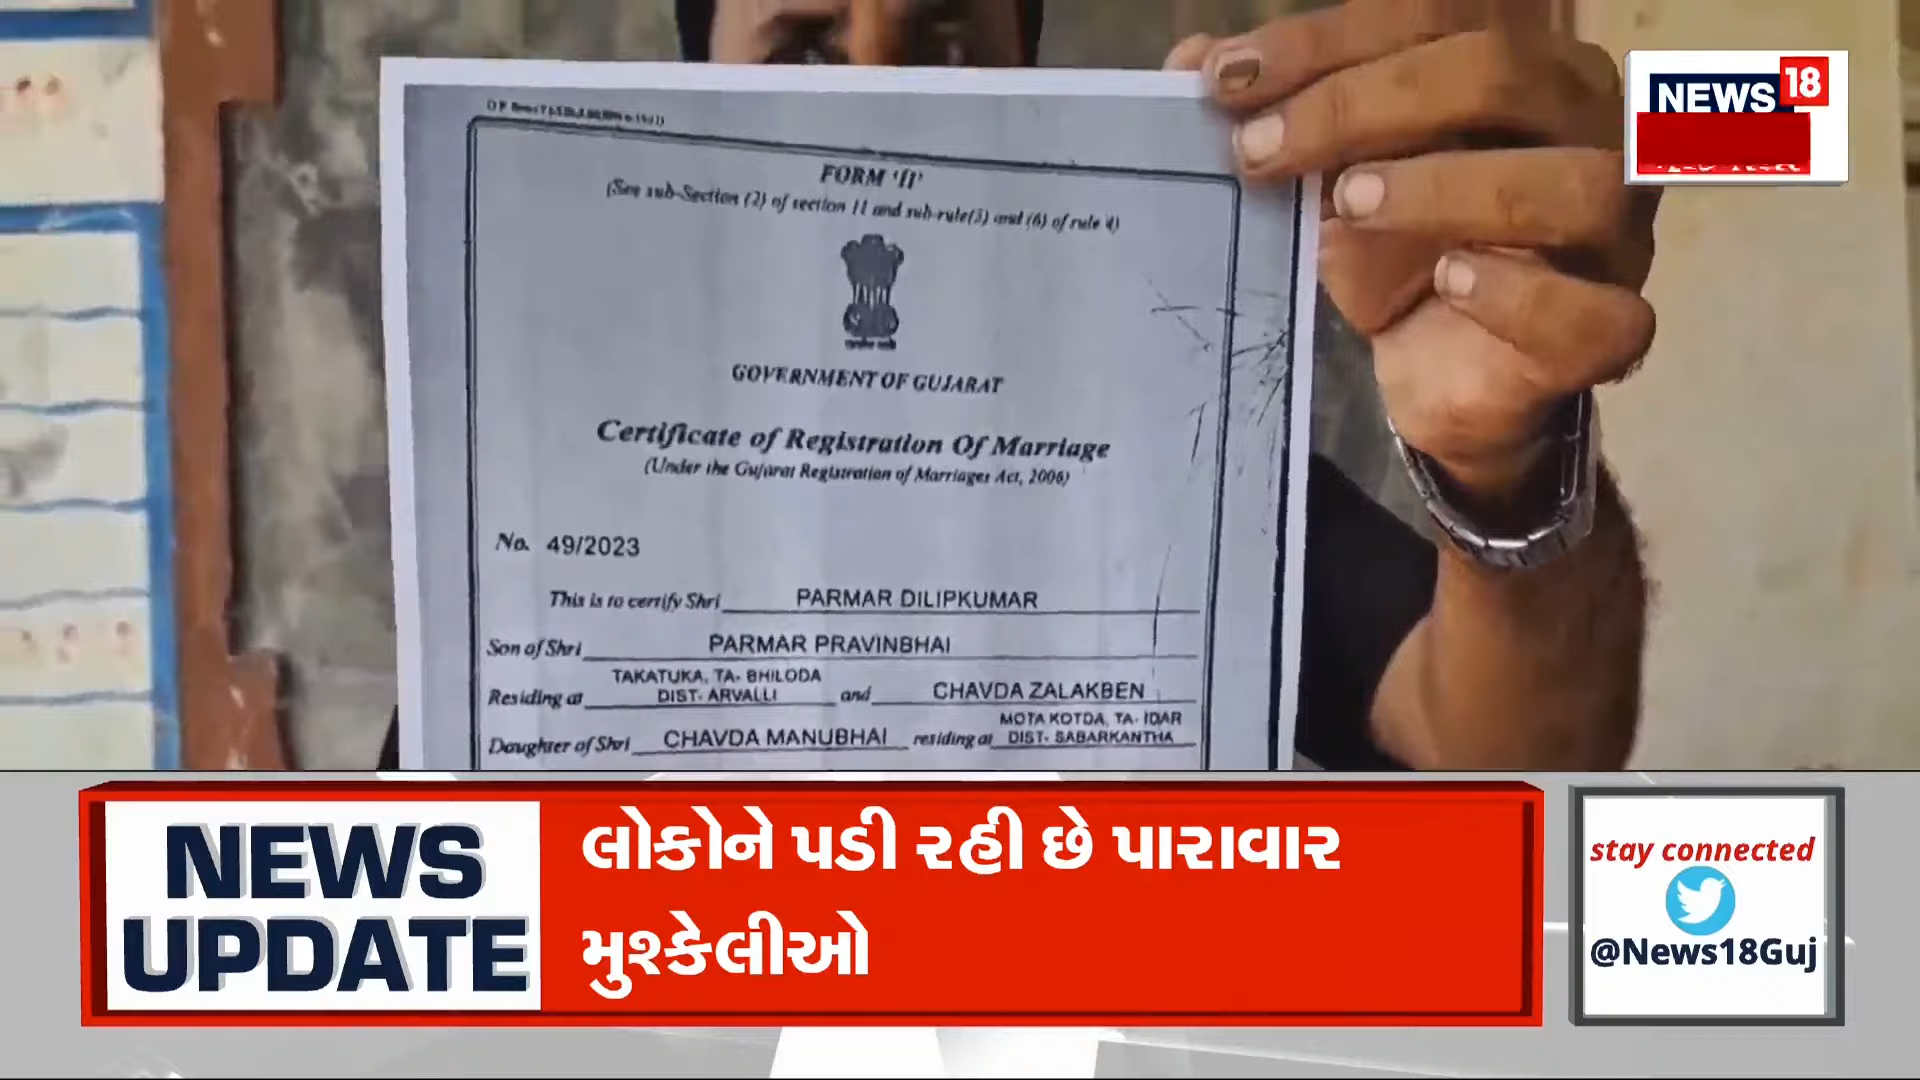 NEWS 18
FORM 'II'
(See sub-Section (2) of section 11 and sub-rule(5) and (6) of rule 4)
GOVERNMENT OF GUJARAT
Certificate of Registration Of Marriage
(Under the Gujarat Registration of Marriages Act, 2006)
No. 49/2023
This is to certify Shri PARMAR DILIPKUMAR
Son of Shri PARMAR PRAVINBHAI
TAKATUKA, TA- BHILODA
Residing at DIST- ARVALLI and CHAVDA ZALAKBEN
MOTA KOTDA, TA- IDAR
Daughter of Shri CHAVDA MANUBHAI residing at DIST- SABARKANTHA
NEWS
UPDATE
લોકોને પડી રહી છે પારાવાર
મુશ્કેલીઓ
stay connected
@News18Guj